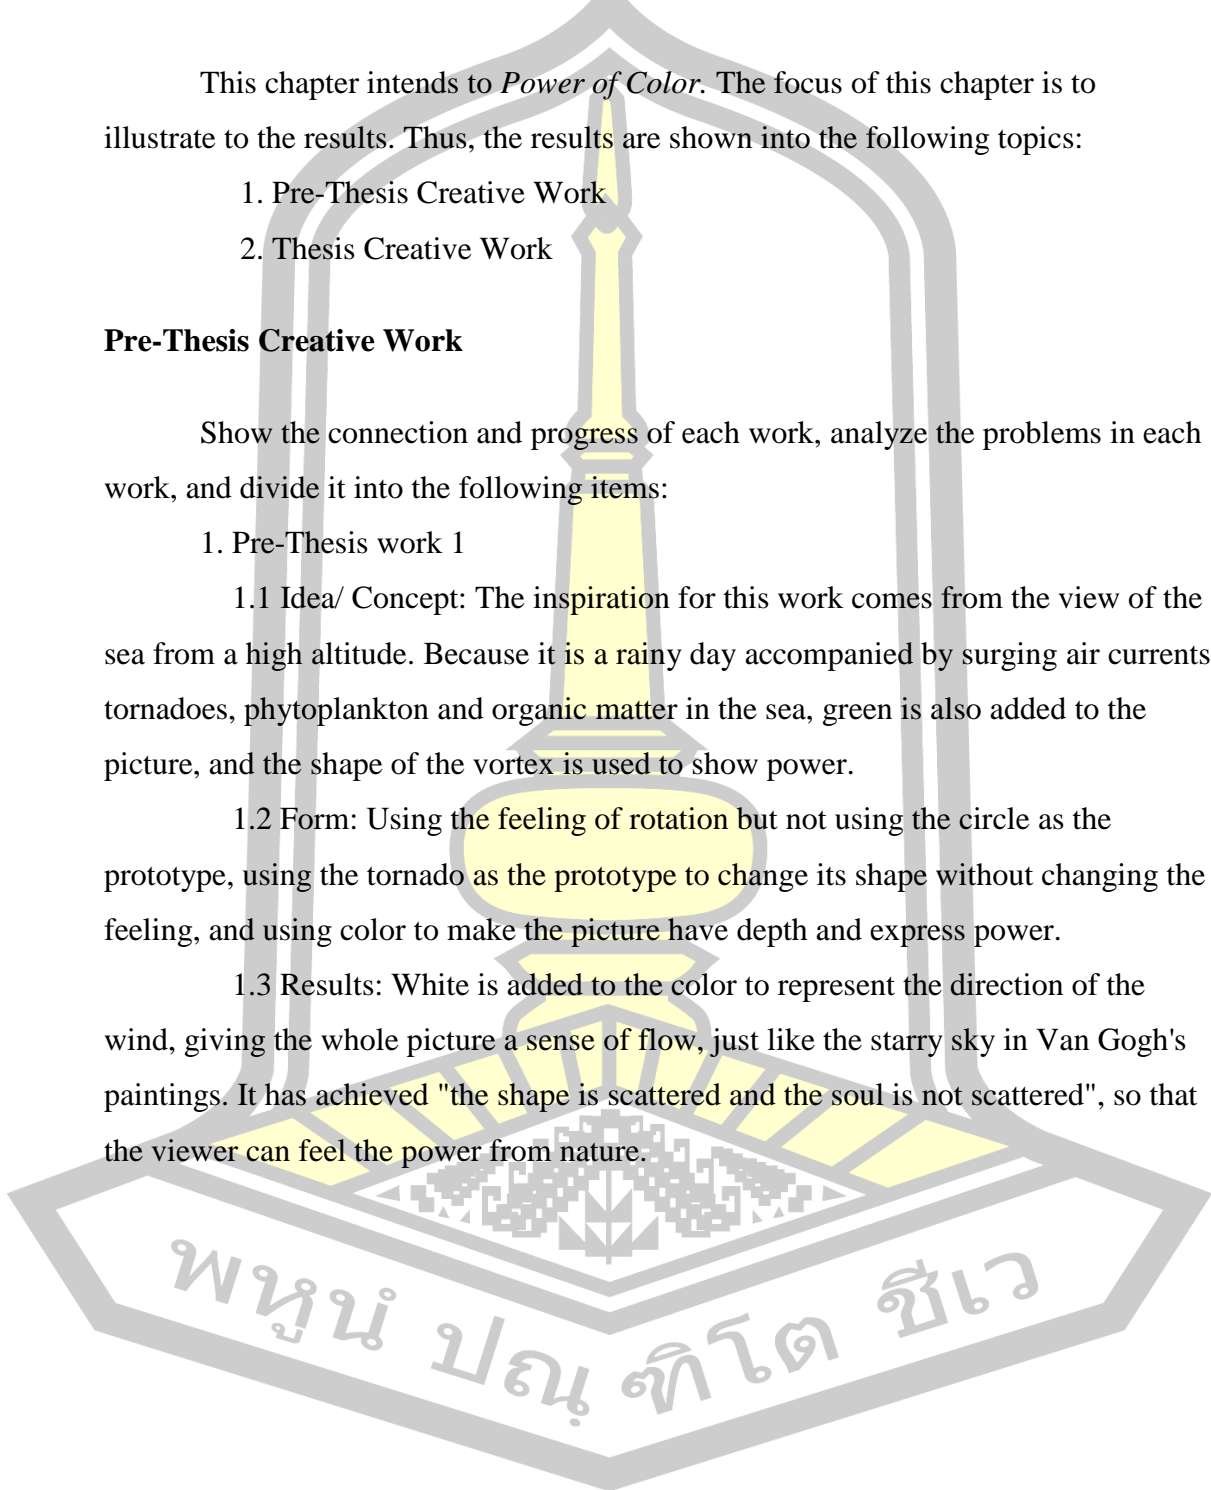 This chapter intends to Power of Color. The focus of this chapter is to
illustrate to the results. Thus, the results are shown into the following topics:
1. Pre-Thesis Creative Work
2. Thesis Creative Work
Pre-Thesis Creative Work
Show the connection and progress of each work, analyze the problems in each
work, and divide it into the following items:
1. Pre-Thesis work 1
1.1 Idea/ Concept: The inspiration for this work comes from the view of the
sea from a high altitude. Because it is a rainy day accompanied by surging air currents
tornadoes, phytoplankton and organic matter in the sea, green is also added to the
picture, and the shape of the vortex is used to show power.
1.2 Form: Using the feeling of rotation but not using the circle as the
prototype, using the tornado as the prototype to change its shape without changing the
feeling, and using color to make the picture have depth and express power.
1.3 Results: White is added to the color to represent the direction of the
wind, giving the whole picture a sense of flow, just like the starry sky in Van Gogh's
paintings. It has achieved "the shape is scattered and the soul is not scattered", so that
the viewer can feel the power from nature.
พหูนํ ปณฺฑิโต ชีเว